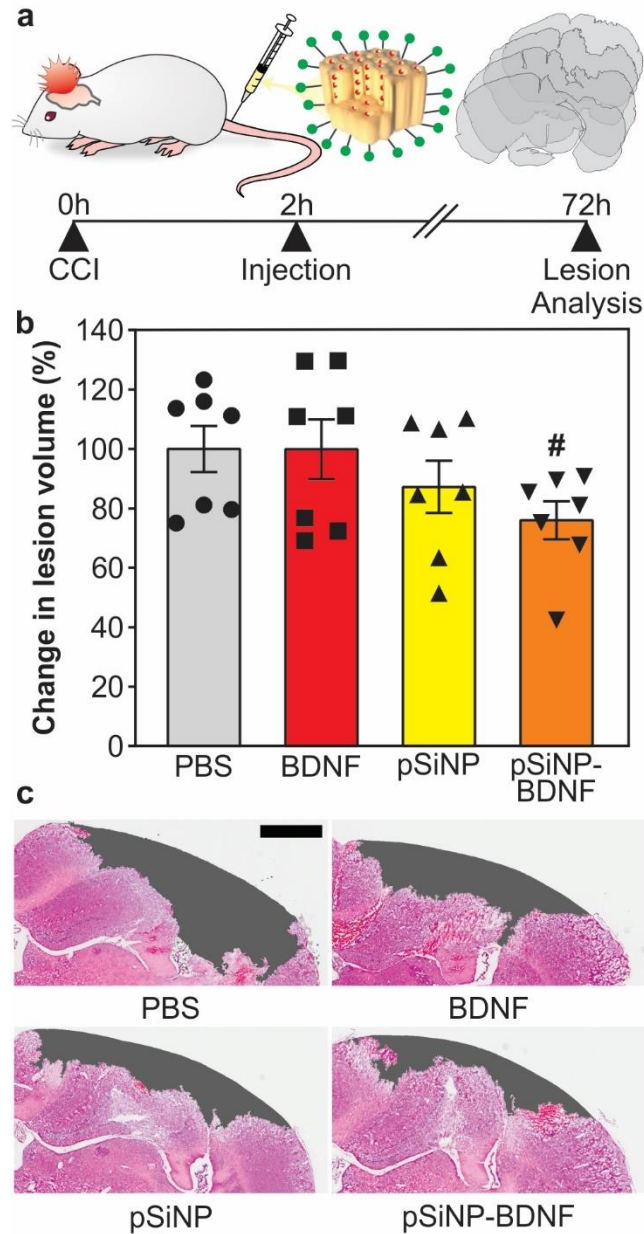 a
0h 2h 72h
CCI Injection Lesion
Analysis
b
Change in lesion volume (%)
140
120
100
80
60
40
20
0
#
PBS BDNF pSiNP pSiNP-
BDNF
c
PBS BDNF
pSiNP pSiNP-BDNF